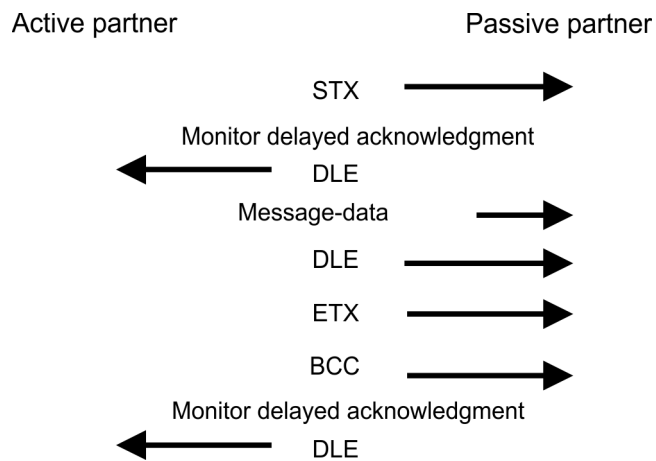 Active partner Passive partner
STX
Monitor delayed acknowledgment
DLE
Message-data
DLE
ETX
BCC
Monitor delayed acknowledgment
DLE